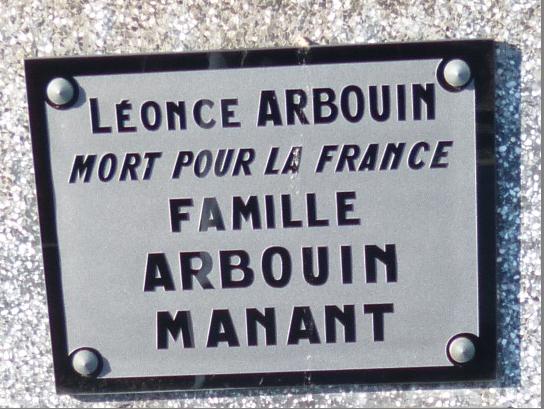 LÉONCE ARBOUIN
MORT POUR LA FRANCE
FAMILLE
ARBOUIN
MANANT